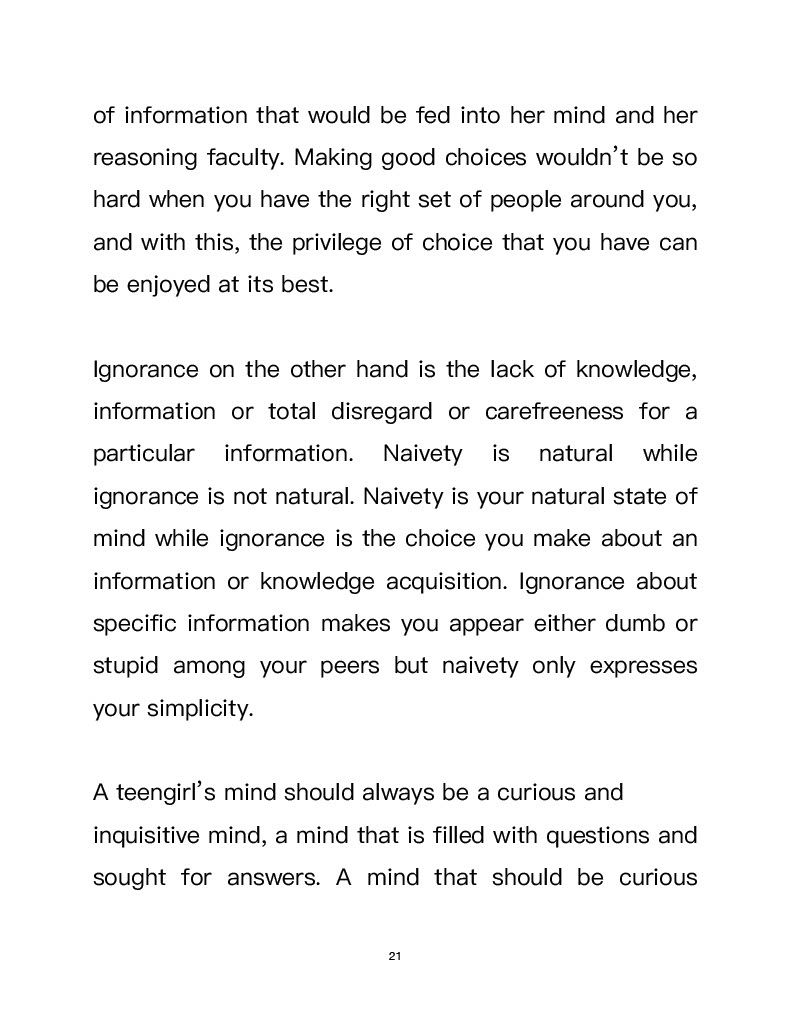 of information that would be fed into her mind and her
reasoning faculty. Making good choices wouldn’t be so
hard when you have the right set of people around you,
and with this, the privilege of choice that you have can
be enjoyed at its best.
Ignorance on the other hand is the lack of knowledge,
information or total disregard or carefreeness for a
particular information. Naivety is natural while
ignorance is not natural. Naivety is your natural state of
mind while ignorance is the choice you make about an
information or knowledge acquisition. Ignorance about
specific information makes you appear either dumb or
stupid among your peers but naivety only expresses
your simplicity.
A teengirl’s mind should always be a curious and
inquisitive mind, a mind that is filled with questions and
sought for answers. A mind that should be curious
21